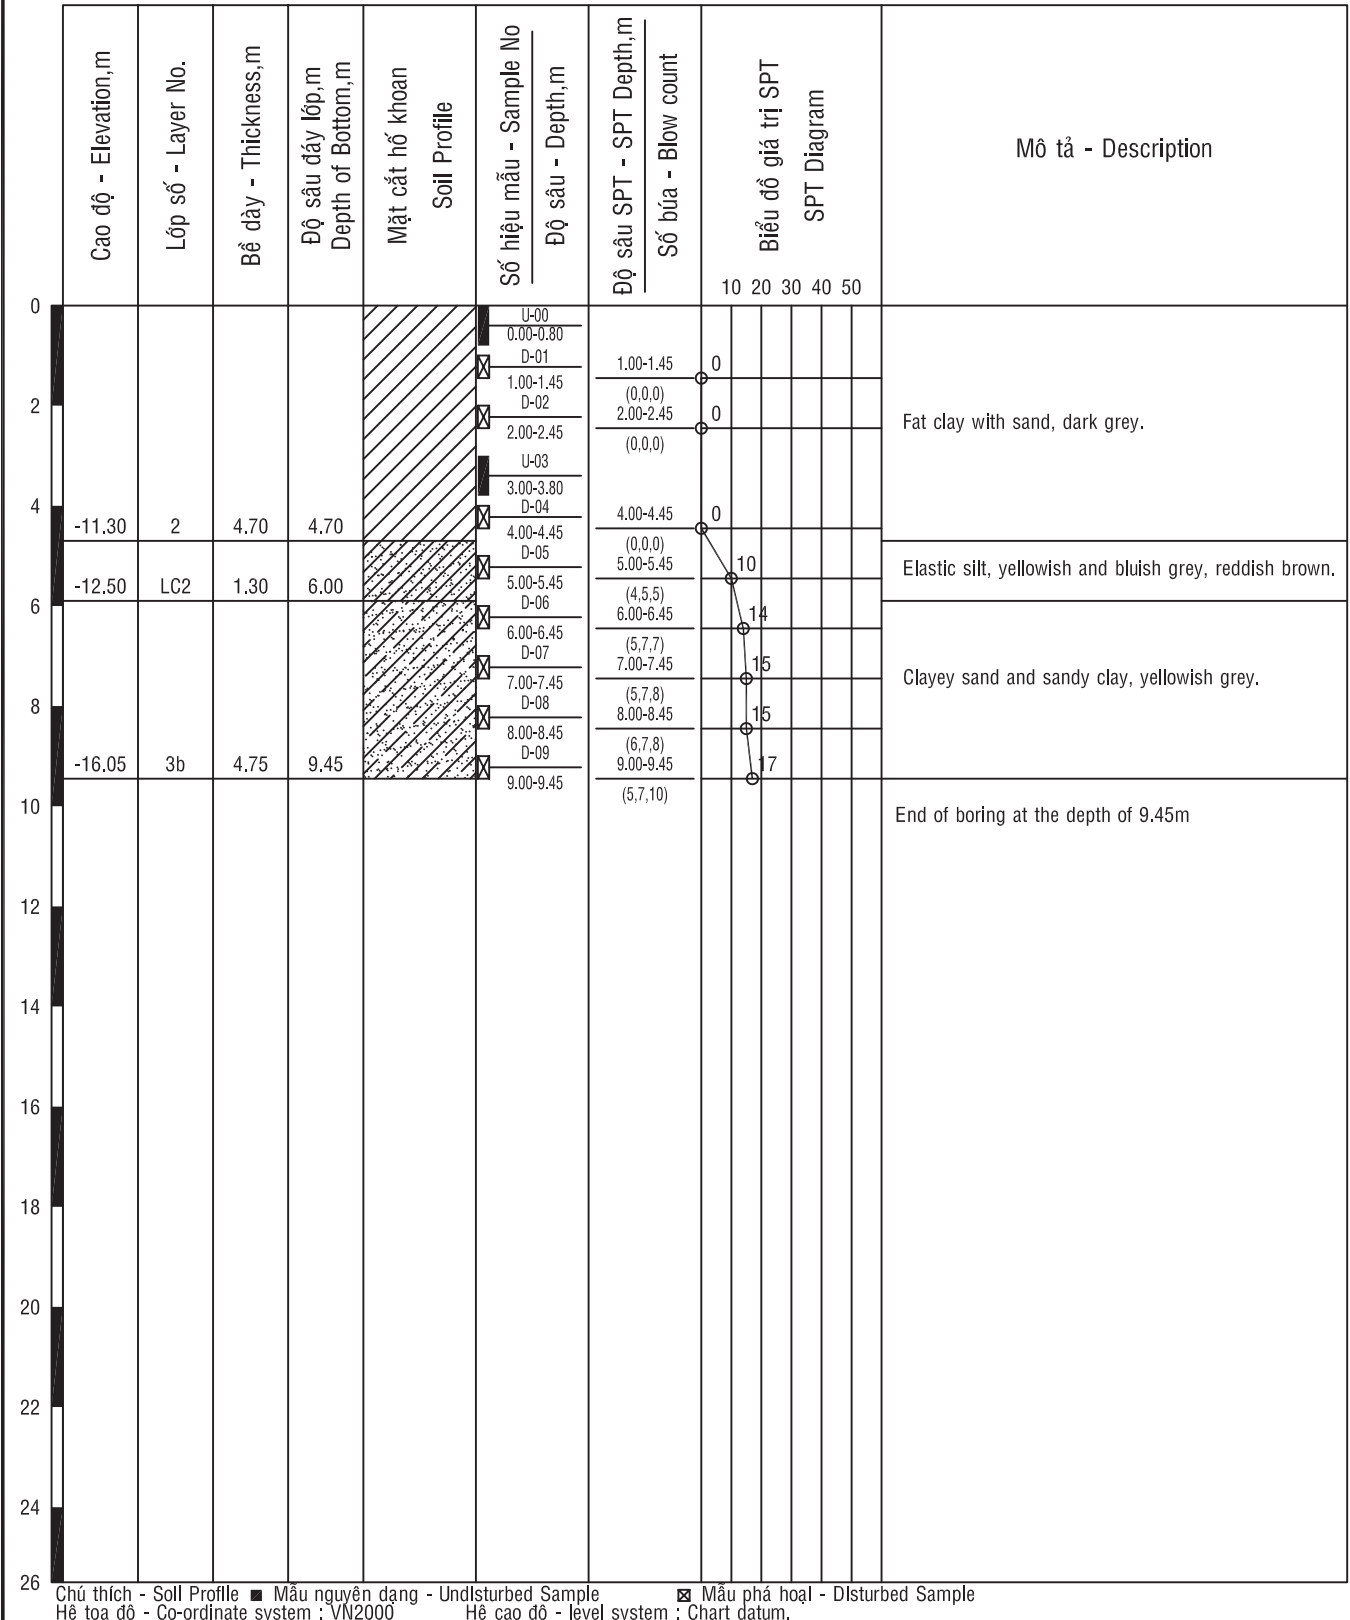 Cao độ - Elevation,m
Lớp số - Layer No.
Bề dày - Thickness,m
Độ sâu đáy lớp,m
Depth of Bottom,m
Mặt cắt hố khoan
Soil Profile
Số hiệu mẫu - Sample No
Độ sâu - Depth,m
Độ sâu SPT - SPT Depth,m
Số búa - Blow count
Biểu đồ giá trị SPT
SPT Diagram
10 20 30 40 50
Mô tả - Description
0
U-00
0.00-0.80
D-01
1.00-1.45
1.00-1.45
(0,0,0)
0
2
D-02
2.00-2.45
2.00-2.45
(0,0,0)
0
Fat clay with sand, dark grey.
U-03
3.00-3.80
4
-11.30 2 4.70 4.70
D-04
4.00-4.45
4.00-4.45
(0,0,0)
0
D-05
5.00-5.45
5.00-5.45
(4,5,5)
10
Elastic silt, yellowish and bluish grey, reddish brown.
-12.50 LC2 1.30 6.00
6
D-06
6.00-6.45
6.00-6.45
(5,7,7)
14
D-07
7.00-7.45
7.00-7.45
(5,7,8)
15
Clayey sand and sandy clay, yellowish grey.
8
D-08
8.00-8.45
8.00-8.45
(6,7,8)
15
-16.05 3b 4.75 9.45
D-09
9.00-9.45
9.00-9.45
(5,7,10)
17
10
End of boring at the depth of 9.45m
12
14
16
18
20
22
24
26
Chú thích - Soil Profile Mẫu nguyên dạng - Undisturbed Sample Mẫu phá hoại - Disturbed Sample
Hệ toạ độ - Co-ordinate system : VN2000 Hệ cao độ - level system : Chart datum.